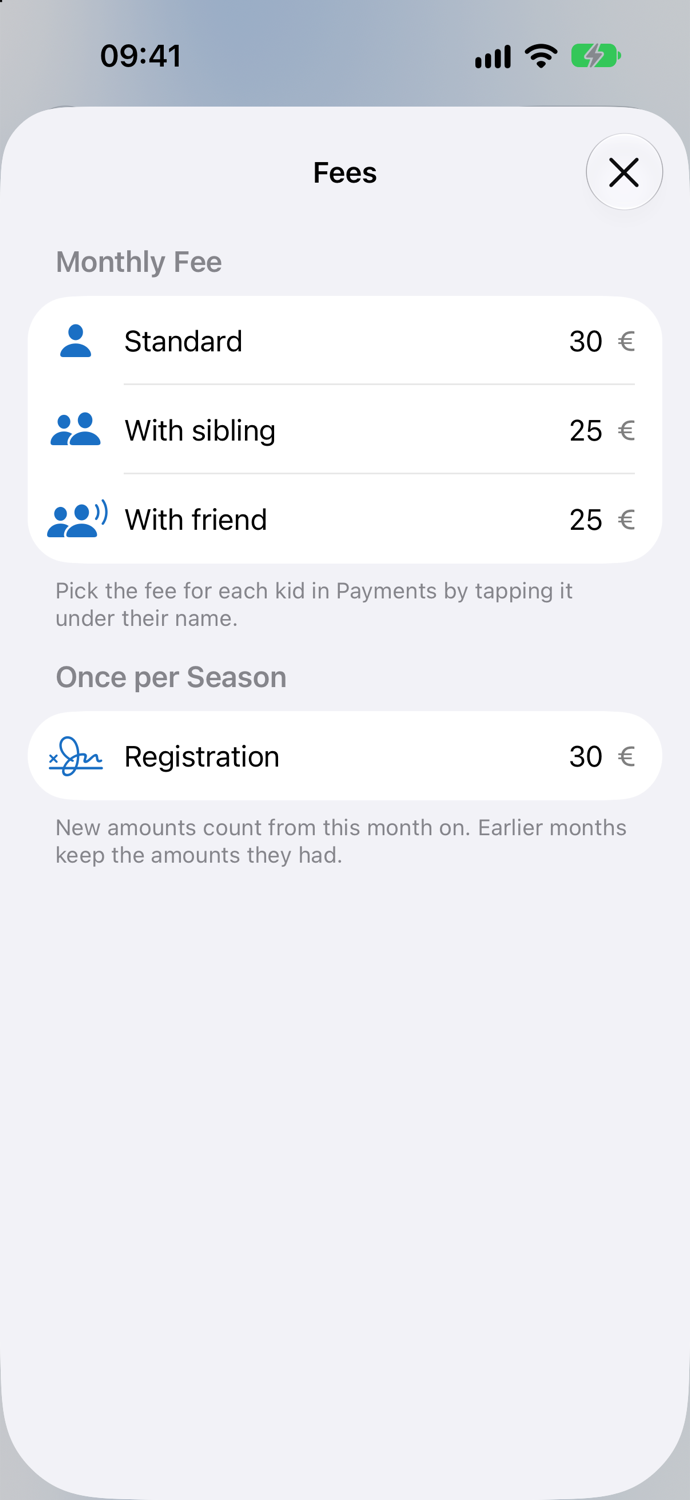 09:41
Fees
Monthly Fee
Standard 30 €
With sibling 25 €
With friend 25 €
Pick the fee for each kid in Payments by tapping it
under their name.
Once per Season
Registration 30 €
New amounts count from this month on. Earlier months
keep the amounts they had.